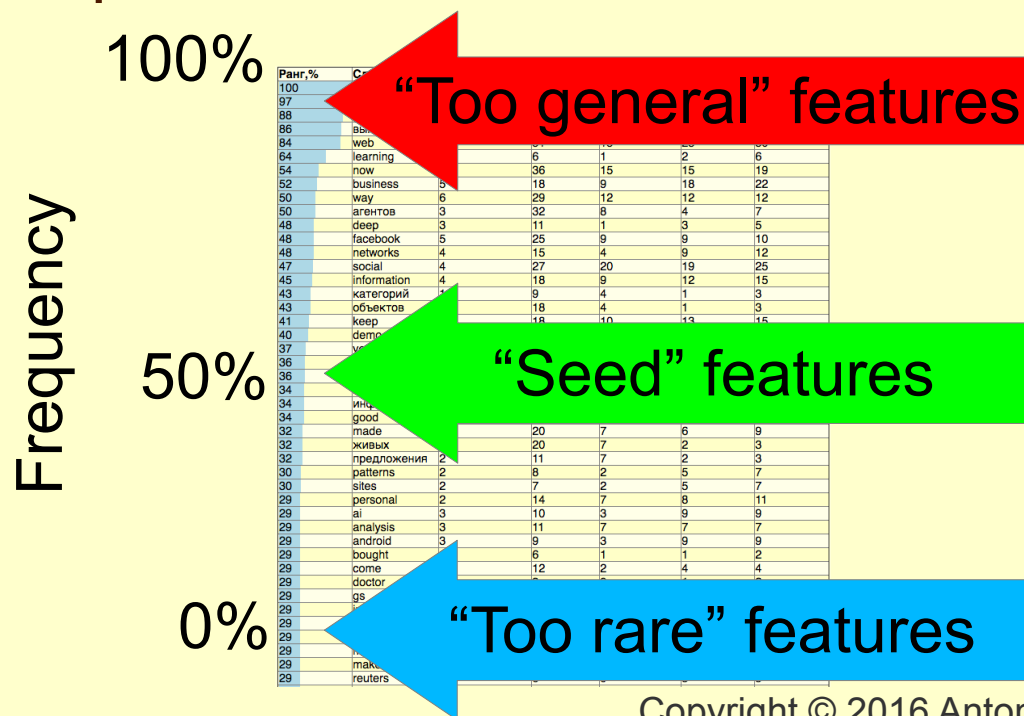 100%
Ранг,%
100 “Too general” features
97
88
86
84 web
64 learning 6 1 2 6
54 now 36 15 15 19
52 business 5 18 9 18 22
50 way 6 29 12 12 12
50 агентов 3 32 8 4 7
48 deep 3 11 1 3 5
48 facebook 5 25 9 9 10
48 networks 4 15 4 9 12
47 social 4 27 20 19 25
45 information 4 18 9 12 15
43 категорий 9 4 1 3
43 объектов 18 4 1 3
41 keep 18 10 13 15
40
37
Frequency
50%
36 “Seed” features
36
34
34
34 good
32 made 20 7 6 9
32 живых 20 7 2 3
32 предложения 2 11 7 2 3
30 patterns 2 8 2 5 7
30 sites 2 7 2 5 7
29 personal 2 14 7 8 11
29 ai 3 10 3 9 9
29 analysis 3 11 7 7 7
29 android 3 9 3 9 9
29 bought 6 1 1 2
29 come 12 2 4 4
29 doctor
29 gs
29
0%
29 “Too rare” features
29
29
29
29 reuters
Copyright © 2016 Anton